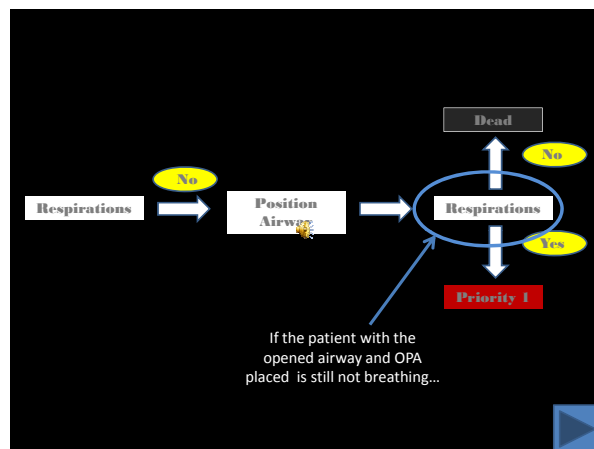 Dead
No
No
Respirations
Position
Airway
Respirations
Yes
Priority 1
If the patient with the
opened airway and OPA
placed  is still not breathing…